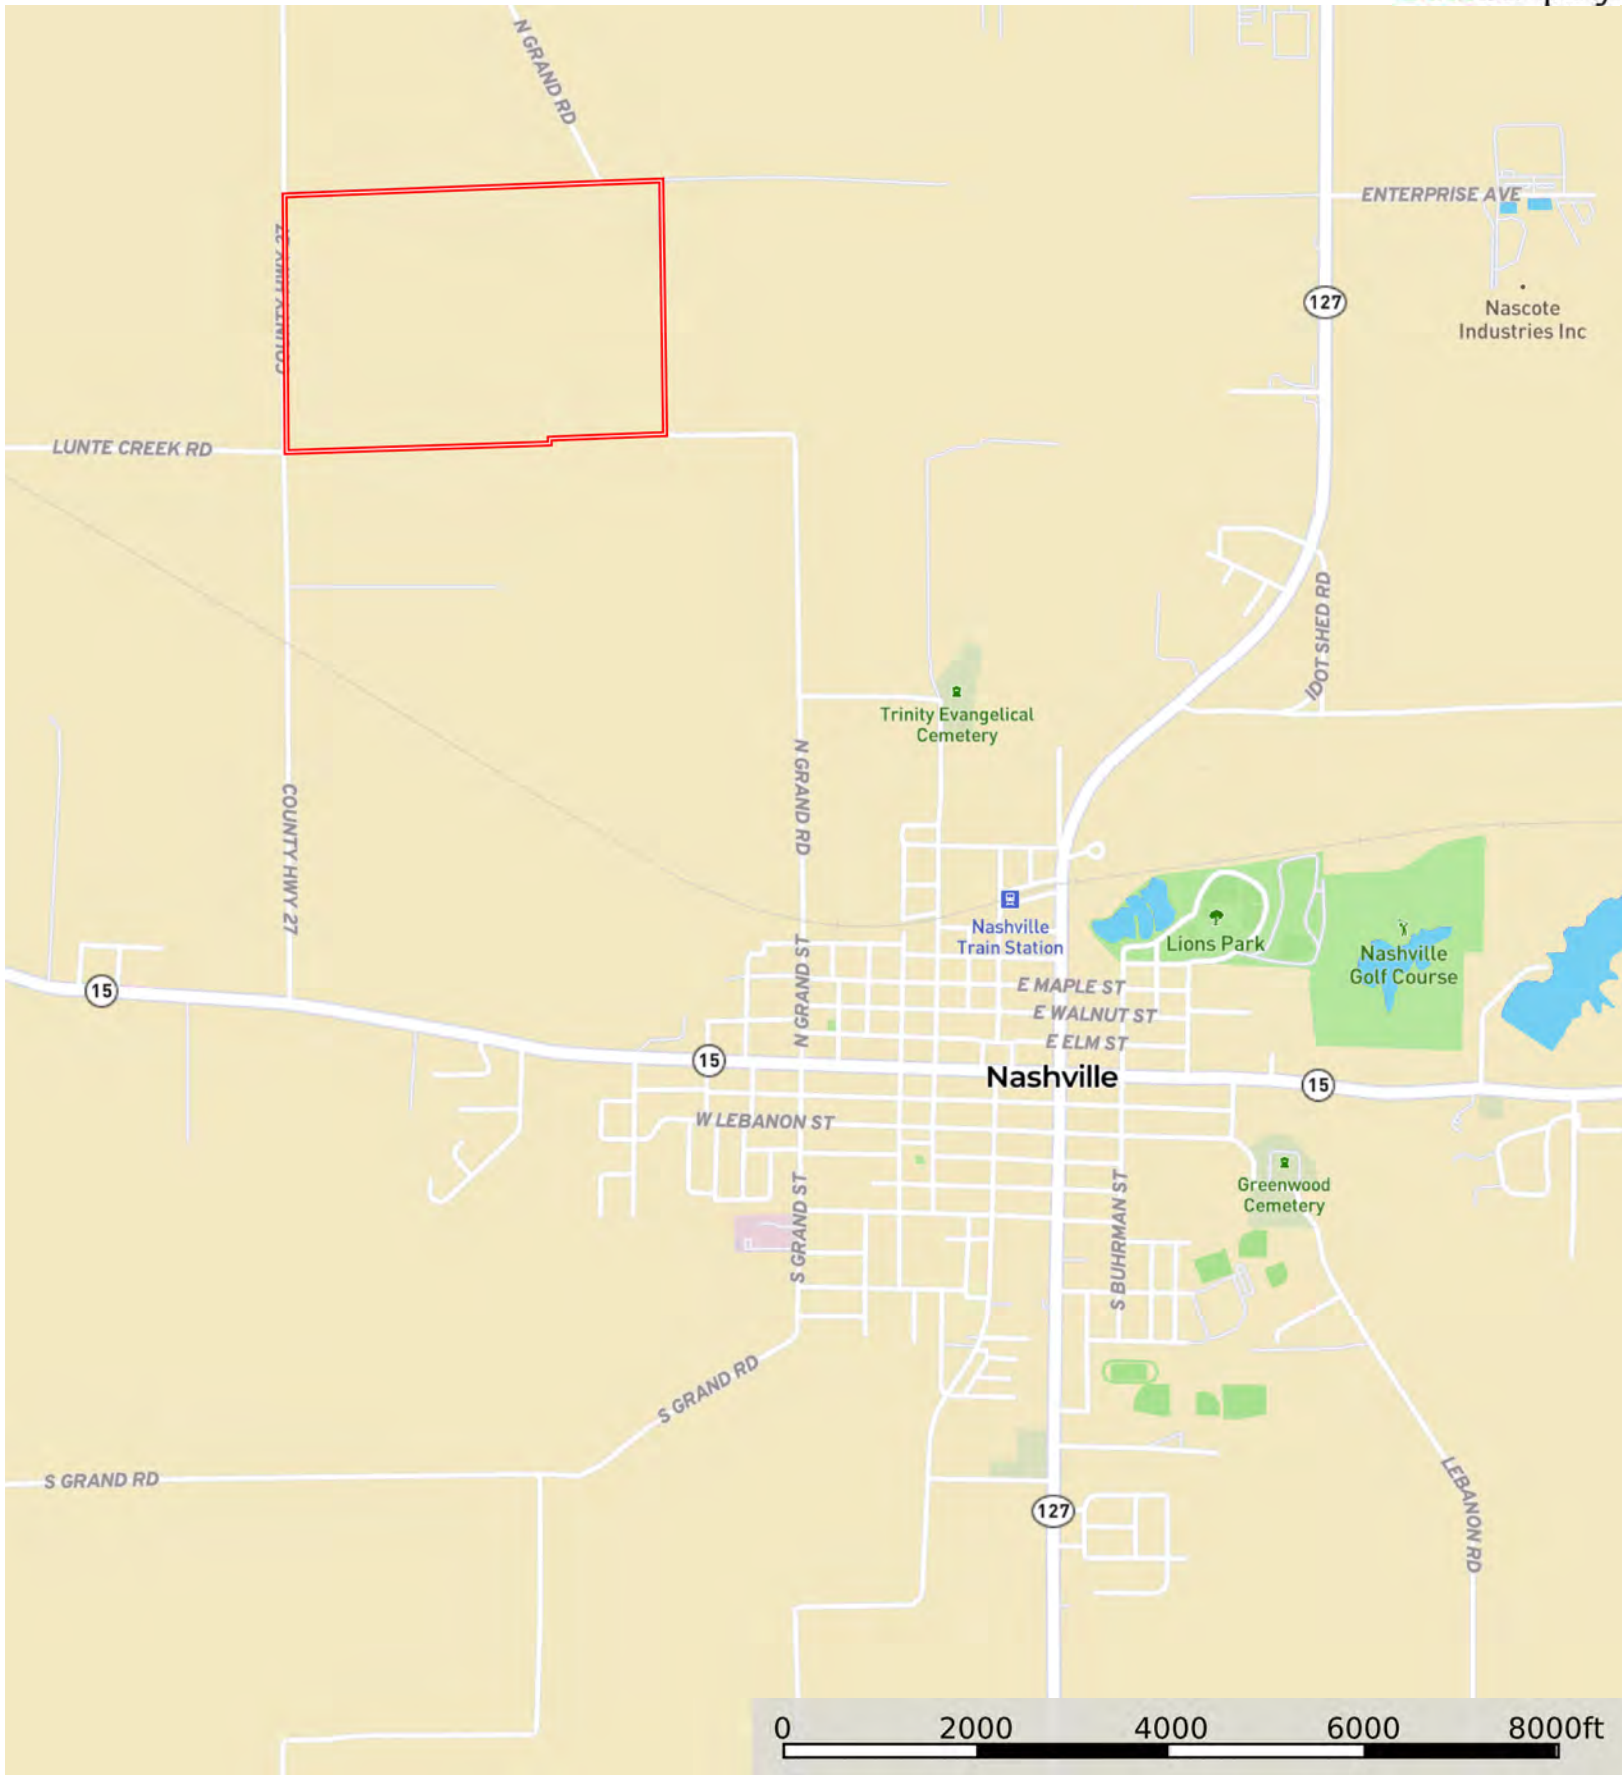 N GRAND RD
ENTERPRISE AVE
COUNTY HWY 27
127
Nascote
Industries Inc
LUNTE CREEK RD
IDOT SHED RD
Trinity Evangelical
Cemetery
N GRAND RD
COUNTY HWY 27
Nashville
Train Station
Lions Park
Nashville
Golf Course
N GRAND ST
E MAPLE ST
15
E WALNUT ST
E ELM ST
15
Nashville
15
W LEBANON ST
S GRAND ST
S BUHRMAN ST
Greenwood
Cemetery
S GRAND RD
S GRAND RD
LEBANON RD
127
0 2000 4000 6000 8000ft